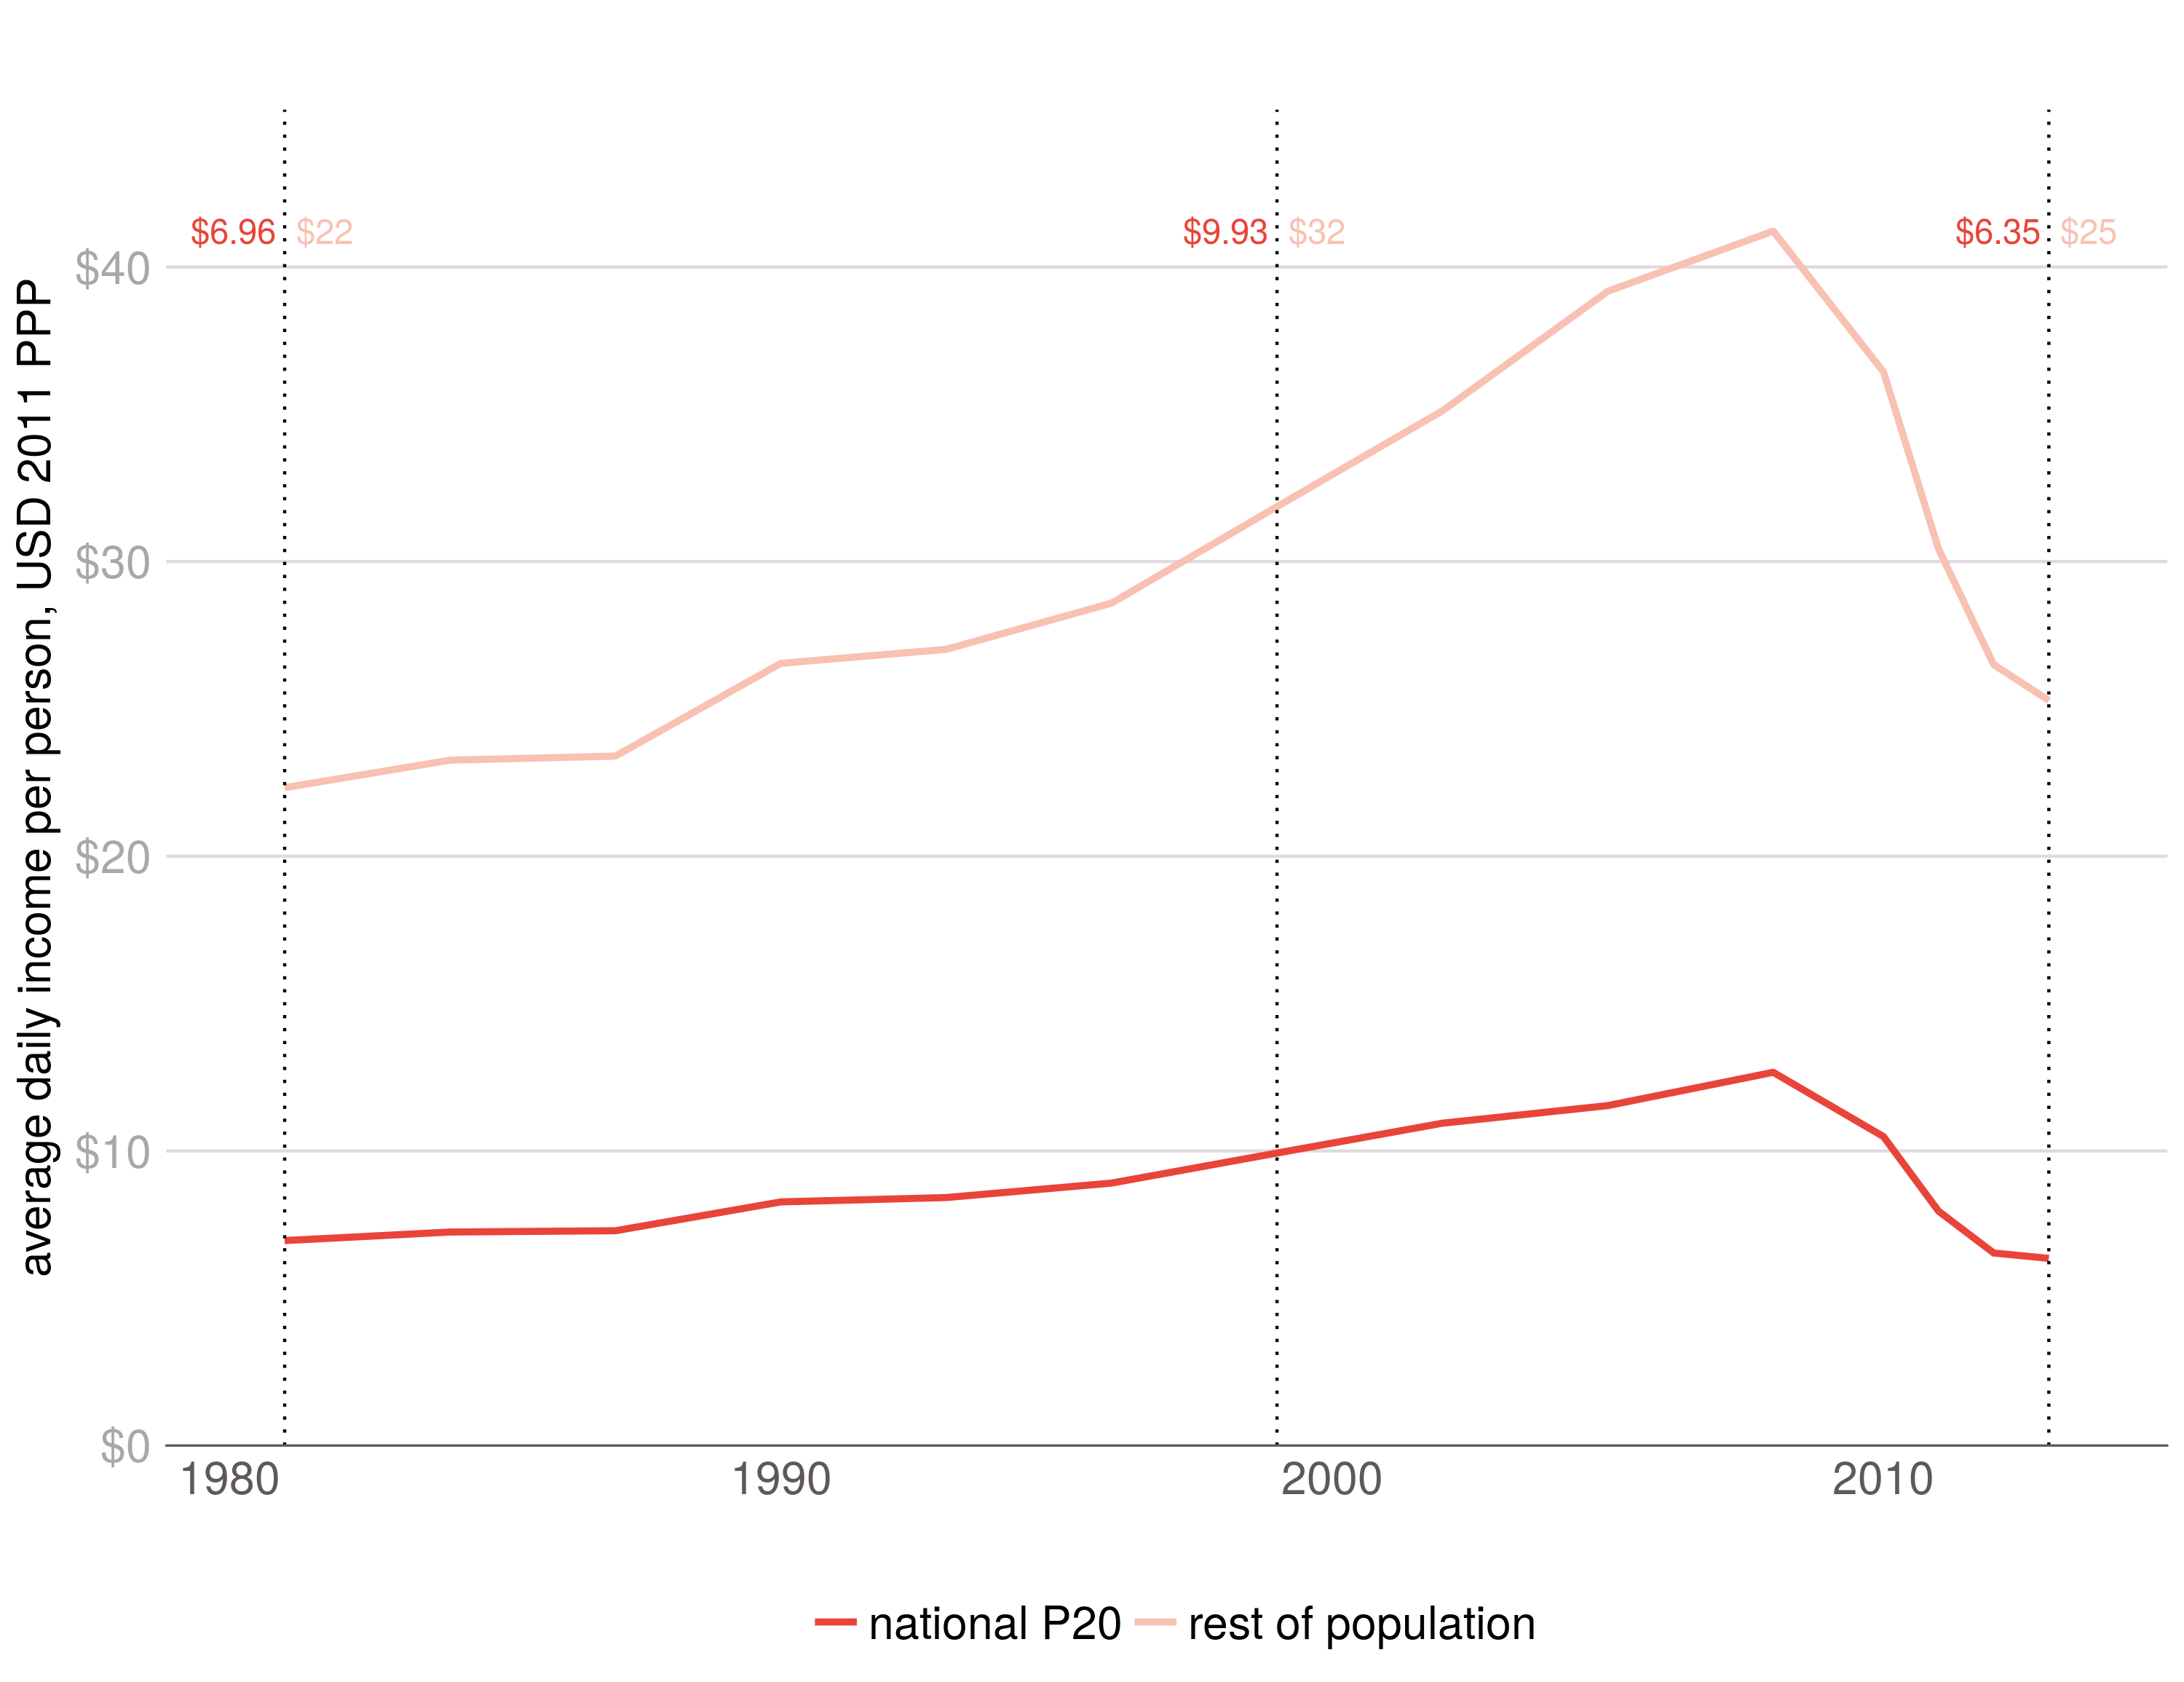 $6.96 $22
$9.93 $32
$6.35 $25
average daily income per person, USD 2011 PPP
$40
$30
$20
$10
$0
1980 1990 2000 2010
national P20 rest of population